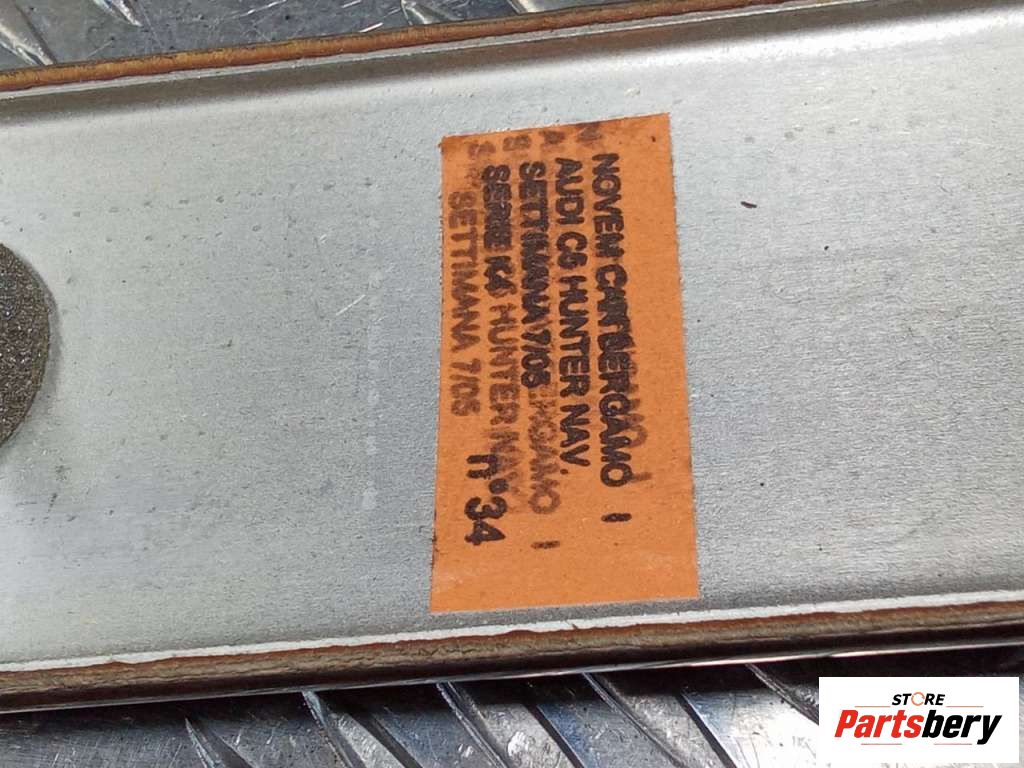 NOVEM CAR BERGAMO
AUDI C6 HUNTER NAV
SETTIMANA 7/05
SERIE K4 HUNTER NAV
SETTIMANA 7/05
n°34
STORE
Partsbery